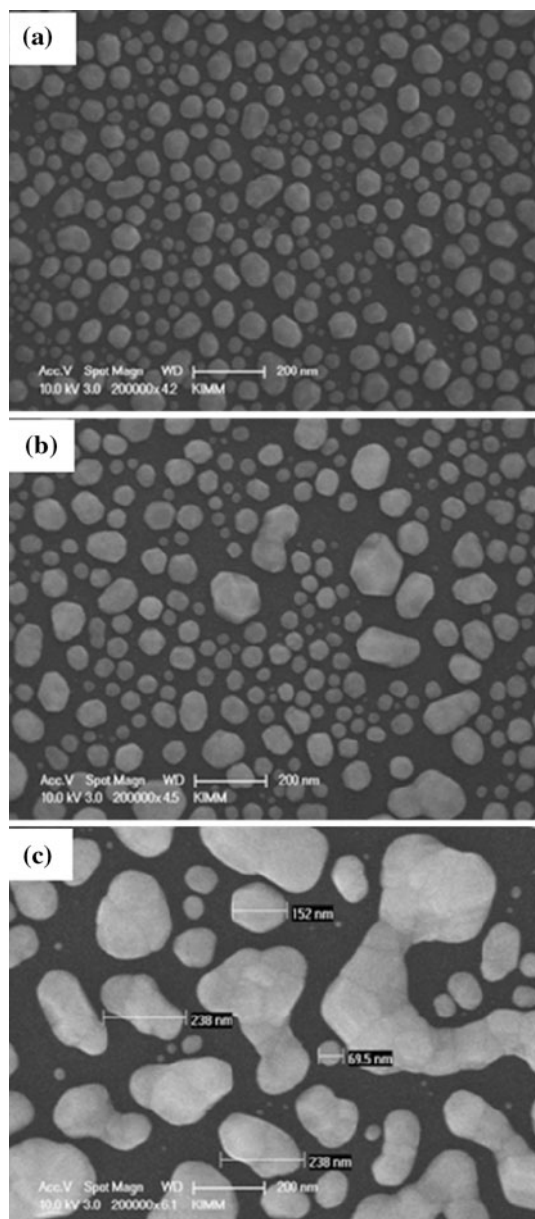 (a)
Acc.V Spot Magn WD 200 nm
10.0 kV 3.0 200000x 4.2 KIMM
(b)
Acc.V Spot Magn WD 200 nm
10.0 kV 3.0 200000x 4.5 KIMM
(c)
152 nm
238 nm
69.5 nm
238 nm
Acc.V Spot Magn WD 200 nm
10.0 kV 3.0 200000x 6.1 KIMM